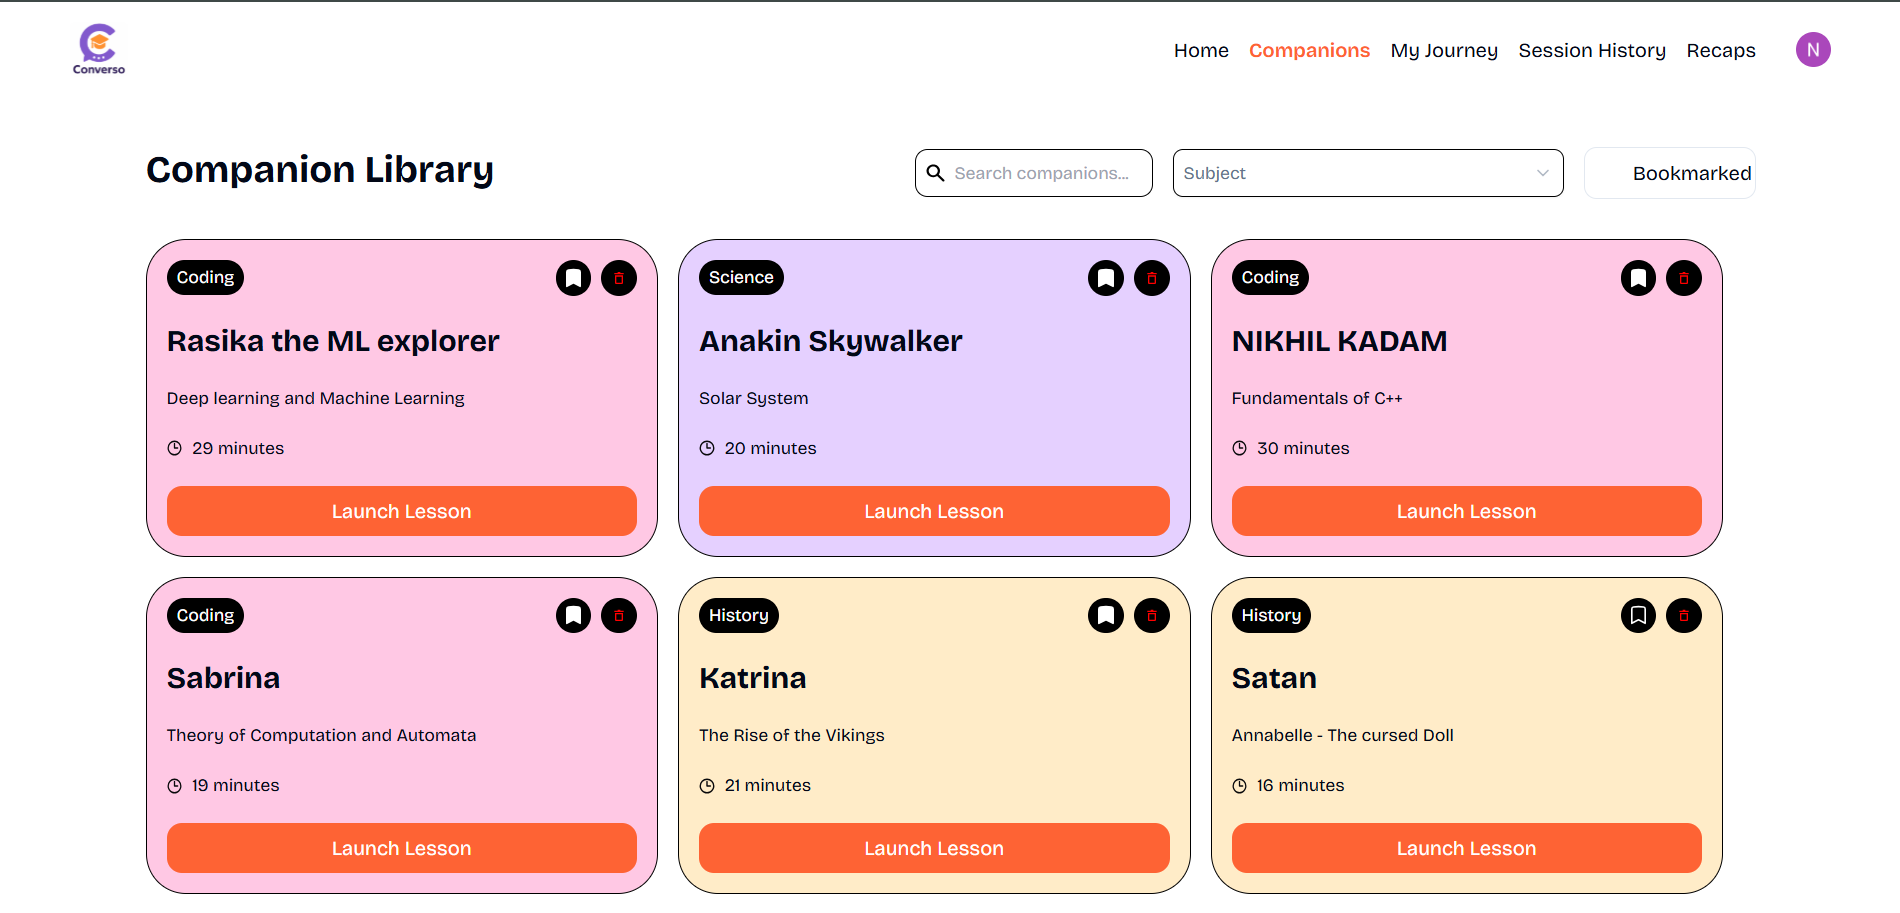 Converso
Home Companions My Journey Session History Recaps N
Companion Library
Search companions...
Subject
Bookmarked
Coding
Rasika the ML explorer
Deep learning and Machine Learning
29 minutes
Launch Lesson
Science
Anakin Skywalker
Solar System
20 minutes
Launch Lesson
Coding
NIKHIL KADAM
Fundamentals of C++
30 minutes
Launch Lesson
Coding
Sabrina
Theory of Computation and Automata
19 minutes
Launch Lesson
History
Katrina
The Rise of the Vikings
21 minutes
Launch Lesson
History
Satan
Annabelle - The cursed Doll
16 minutes
Launch Lesson